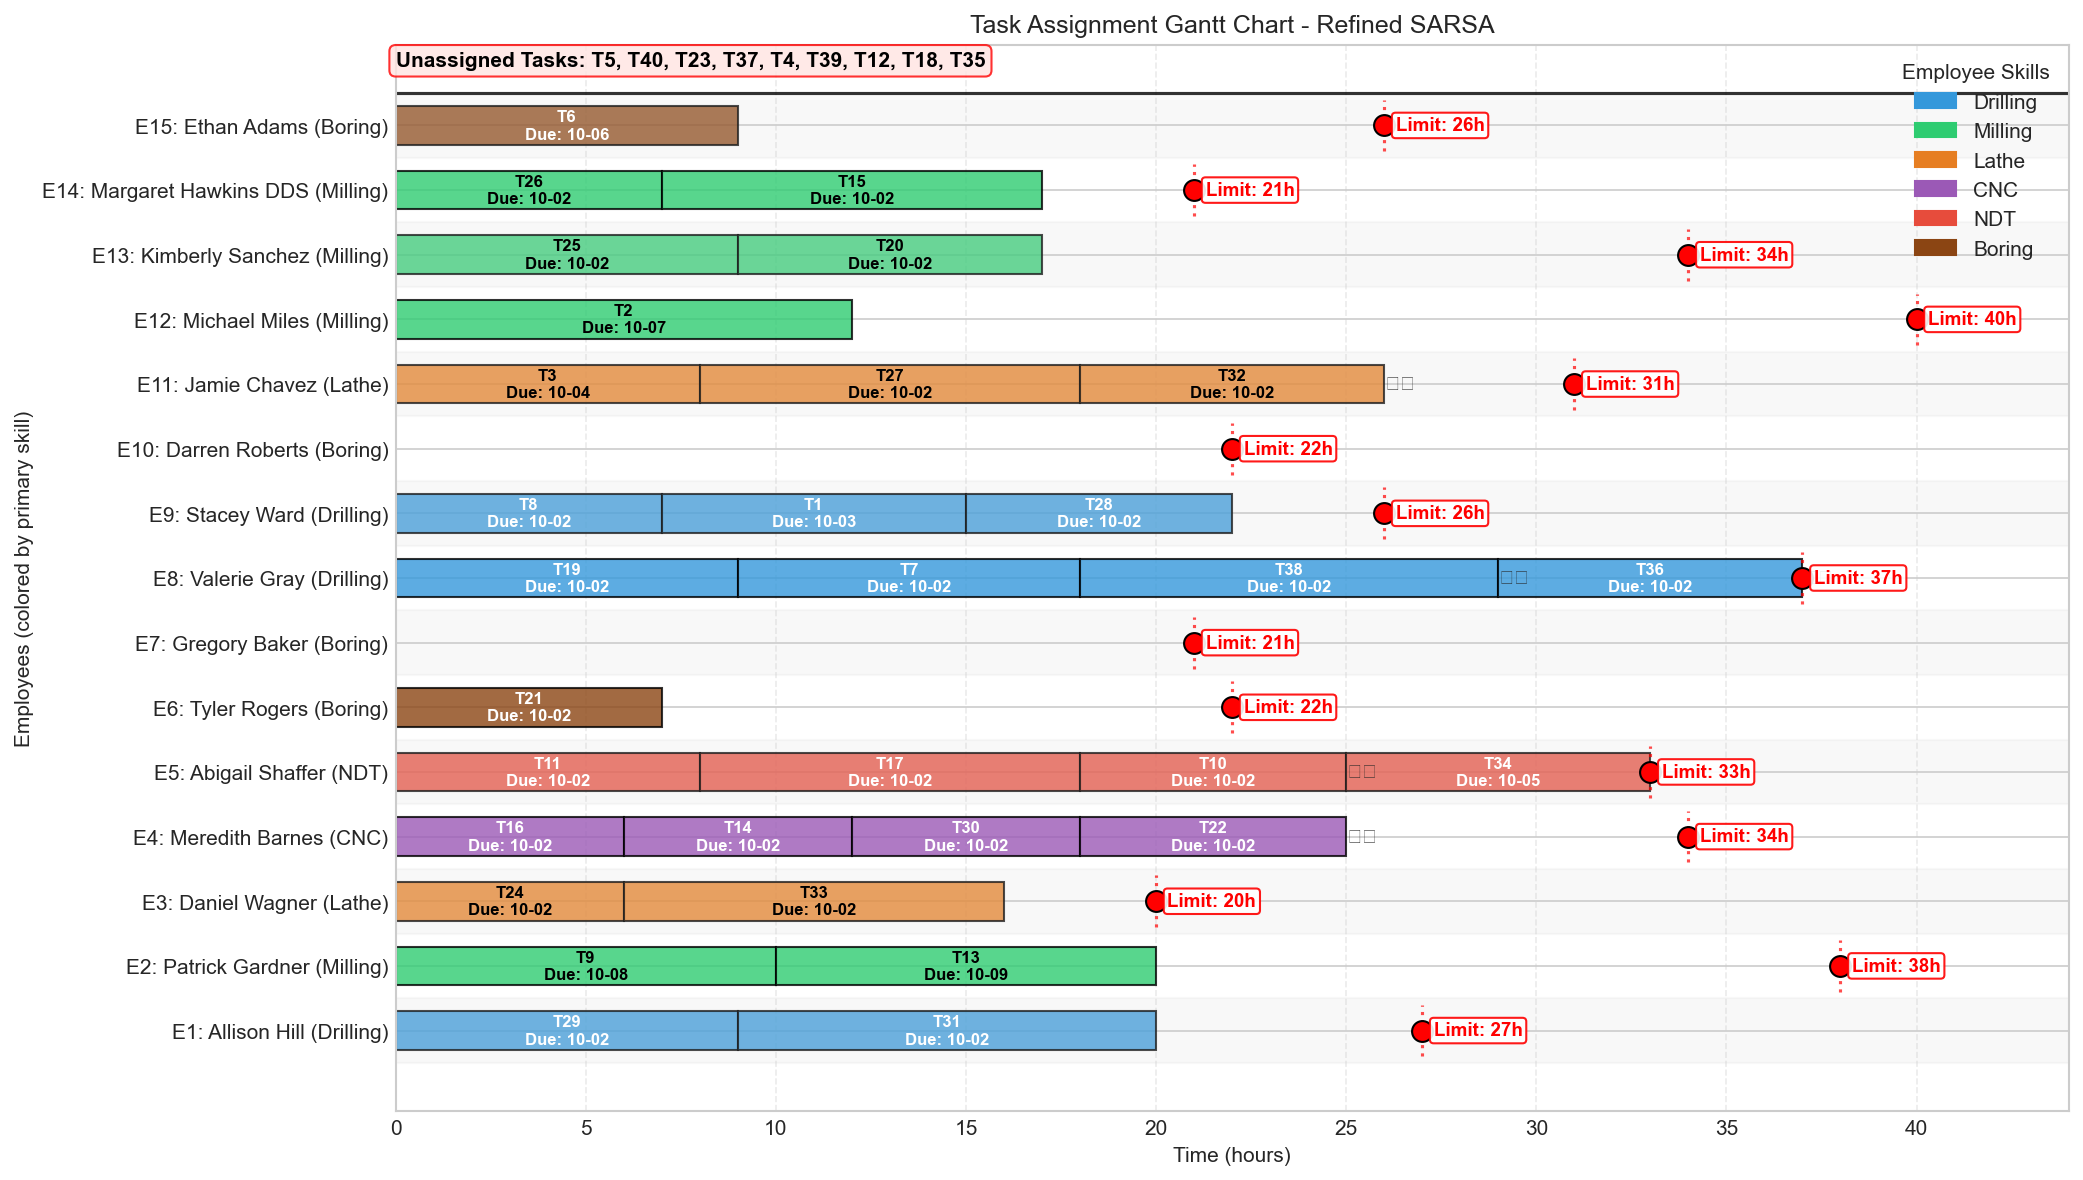 Task Assignment Gantt Chart - Refined SARSA
Unassigned Tasks: T5, T40, T23, T37, T4, T39, T12, T18, T35
Employee Skills
Drilling
Milling
Lathe
CNC
NDT
Boring
Employees (colored by primary skill)
E15: Ethan Adams (Boring)
T6
Due: 10-06
Limit: 26h
E14: Margaret Hawkins DDS (Milling)
T26
Due: 10-02
T15
Due: 10-02
Limit: 21h
E13: Kimberly Sanchez (Milling)
T25
Due: 10-02
T20
Due: 10-02
Limit: 34h
E12: Michael Miles (Milling)
T2
Due: 10-07
Limit: 40h
E11: Jamie Chavez (Lathe)
T3
Due: 10-04
T27
Due: 10-02
T32
Due: 10-02
Limit: 31h
E10: Darren Roberts (Boring)
Limit: 22h
E9: Stacey Ward (Drilling)
T8
Due: 10-02
T1
Due: 10-03
T28
Due: 10-02
Limit: 26h
E8: Valerie Gray (Drilling)
T19
Due: 10-02
T7
Due: 10-02
T38
Due: 10-02
T36
Due: 10-02
Limit: 37h
E7: Gregory Baker (Boring)
Limit: 21h
E6: Tyler Rogers (Boring)
T21
Due: 10-02
Limit: 22h
E5: Abigail Shaffer (NDT)
T11
Due: 10-02
T17
Due: 10-02
T10
Due: 10-02
T34
Due: 10-05
Limit: 33h
E4: Meredith Barnes (CNC)
T16
Due: 10-02
T14
Due: 10-02
T30
Due: 10-02
T22
Due: 10-02
Limit: 34h
E3: Daniel Wagner (Lathe)
T24
Due: 10-02
T33
Due: 10-02
Limit: 20h
E2: Patrick Gardner (Milling)
T9
Due: 10-08
T13
Due: 10-09
Limit: 38h
E1: Allison Hill (Drilling)
T29
Due: 10-02
T31
Due: 10-02
Limit: 27h
0 5 10 15 20 25 30 35 40
Time (hours)